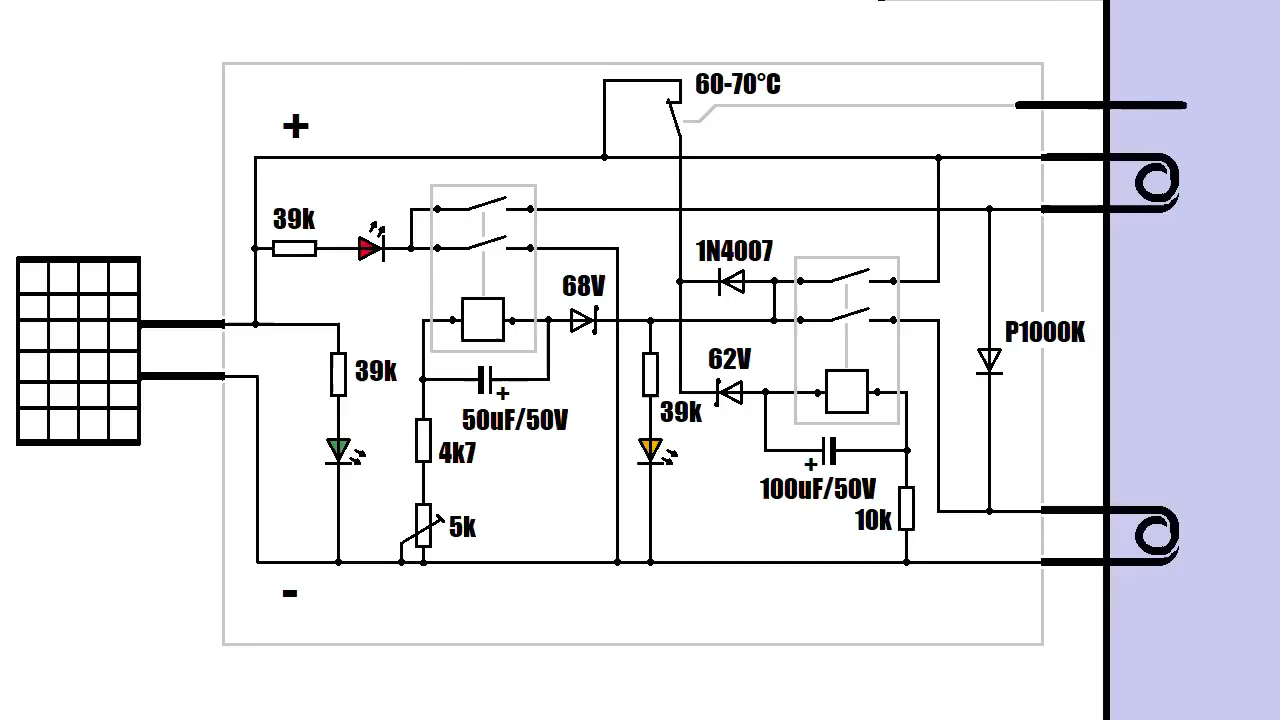 60-70°C
+
39k
1N4007
68V
P1000K
62V
39k
39k
+
50uF/50V
4k7
+
100uF/50V
10k
5k
-